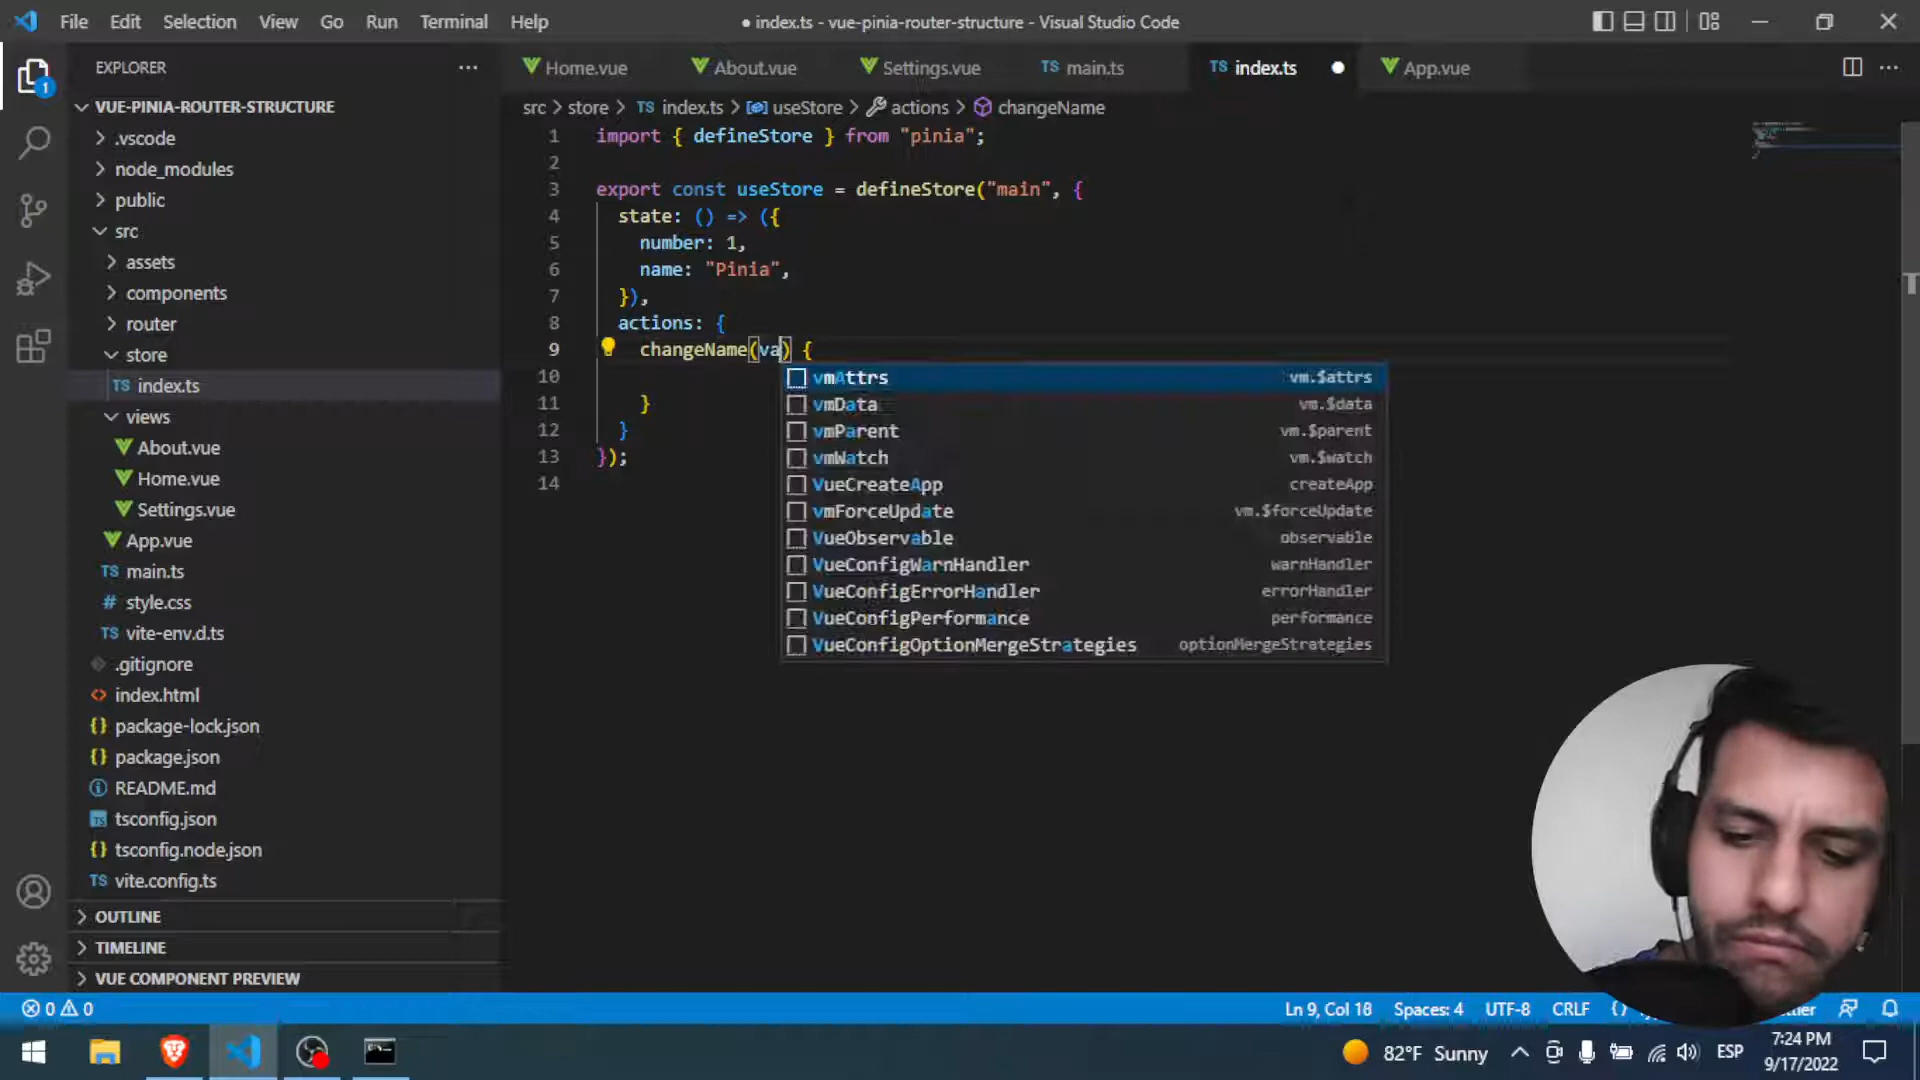 File Edit Selection View Go Run Terminal Help
● index.ts - vue-pinia-router-structure - Visual Studio Code
EXPLORER
Home.vue About.vue Settings.vue TS main.ts TS index.ts ● App.vue
src > store > TS index.ts > useStore > actions > changeName
VUE-PINIA-ROUTER-STRUCTURE
.vscode
node_modules
public
src
assets
components
router
store
TS index.ts
views
About.vue
Home.vue
Settings.vue
App.vue
TS main.ts
# style.css
TS vite-env.d.ts
.gitignore
<> index.html
{} package-lock.json
{} package.json
README.md
tsconfig.json
{} tsconfig.node.json
TS vite.config.ts
OUTLINE
TIMELINE
VUE COMPONENT PREVIEW
1 import { defineStore } from "pinia";
2
3 export const useStore = defineStore("main", {
4 state: () => ({
5 number: 1,
6 name: "Pinia",
7 }),
8 actions: {
9 changeName(va) {
10
11 }
12 }
13 });
14
vmAttrs vm.$attrs
vmData vm.$data
vmParent vm.$parent
vmWatch vm.$watch
VueCreateApp createApp
vmForceUpdate vm.$forceUpdate
VueObservable observable
VueConfigWarnHandler warnHandler
VueConfigErrorHandler errorHandler
VueConfigPerformance performance
VueConfigOptionMergeStrategies optionMergeStrategies
1
0 0 Ln 9, Col 18 Spaces: 4 UTF-8 CRLF
82°F Sunny ESP 7:24 PM
9/17/2022